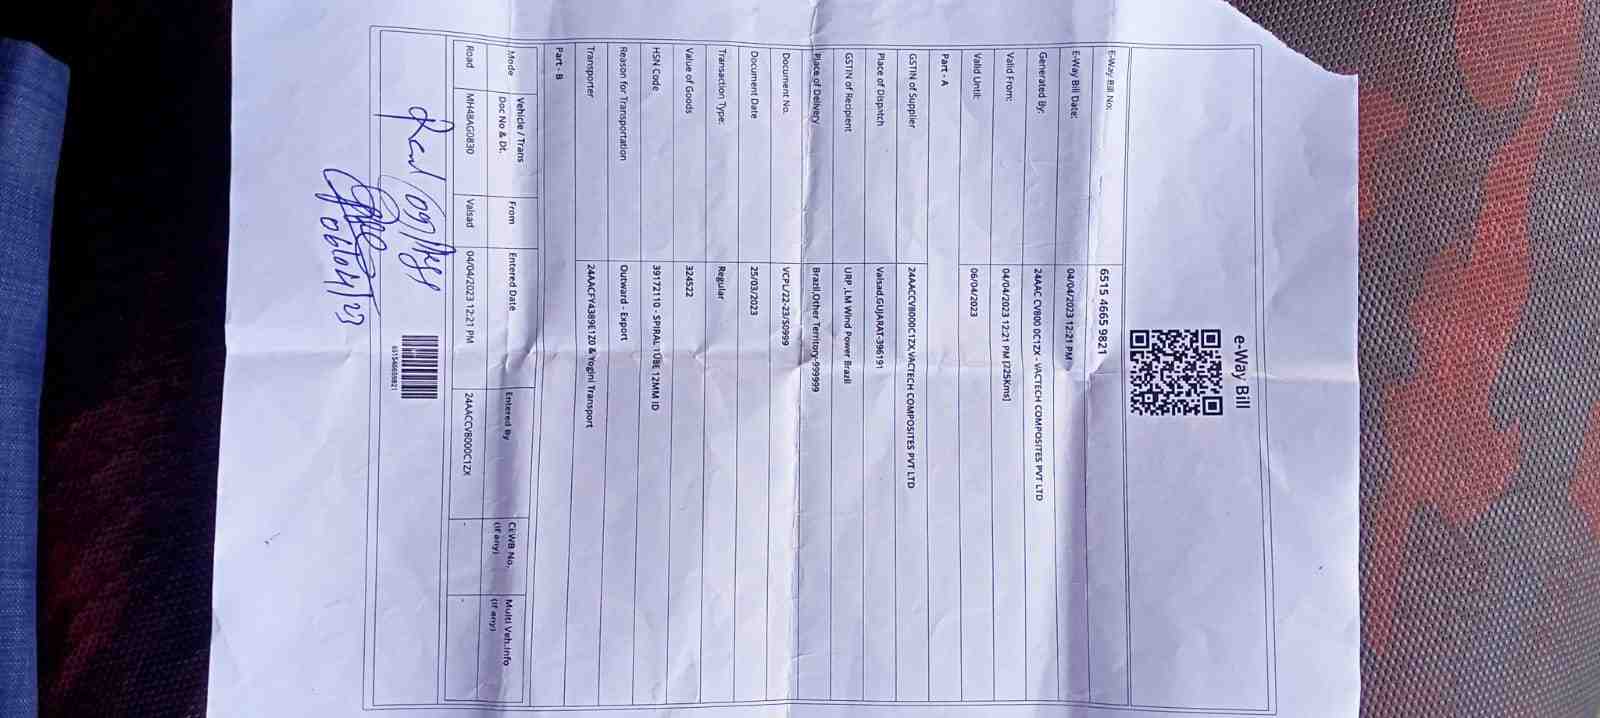 e-Way Bill
E-Way Bill No: 6515 4665 9821
E-Way Bill Date: 04/04/2023 12:21 PM
Generated By: 24AAC CV800 0C1ZX - VACTECH COMPOSITES PVT LTD
Valid From: 04/04/2023 12:21 PM [225Kms]
Valid Until: 06/04/2023
Part - A
GSTIN of Supplier 24AACCV8000C1ZX,VACTECH COMPOSITES PVT LTD
Place of Dispatch Valsad,GUJARAT-396191
GSTIN of Recipient URP ,LM Wind Power Brazil
Place of Delivery Brazil,Other Territory-999999
Document No. VCPL/22-23/S0999
Document Date 25/03/2023
Transaction Type: Regular
Value of Goods 324522
HSN Code 39172110 - SPIRAL TUBE 12MM ID
Reason for Transportation Outward - Export
Transporter 24AACFY4389E1Z0 & Yogini Transport
Part - B
Mode Vehicle / Trans Doc No & Dt. From Entered Date Entered By CEWB No. (If any) Multi Veh.Info (If any)
Road MH48AG0830 Valsad 04/04/2023 12:21 PM 24AACCV8000C1ZX - -
651546659821
06/04/23